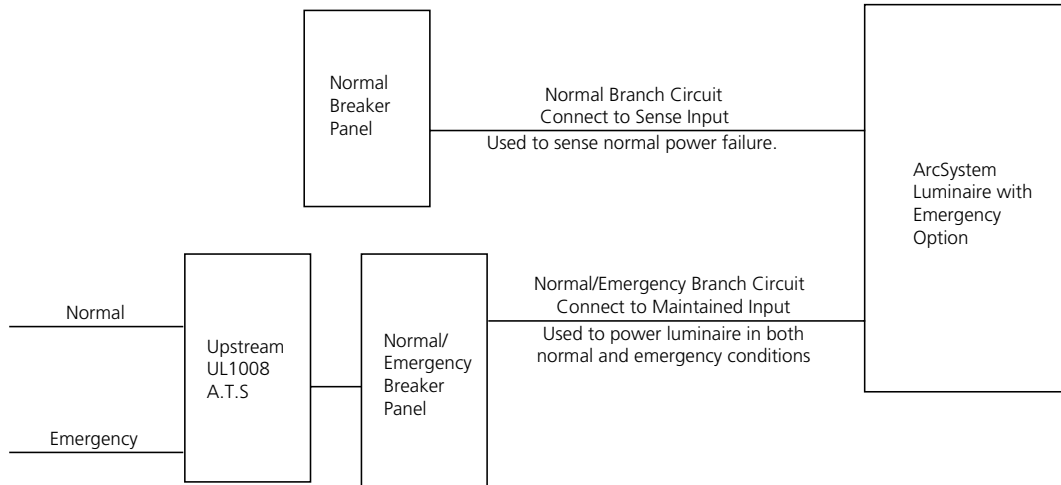 Normal
Breaker
Panel
Normal Branch Circuit
Connect to Sense Input
Used to sense normal power failure.
ArcSystem
Luminaire with
Emergency
Option
Normal
Emergency
Upstream
UL1008
A.T.S
Normal/
Emergency
Breaker
Panel
Normal/Emergency Branch Circuit
Connect to Maintained Input
Used to power luminaire in both
normal and emergency conditions